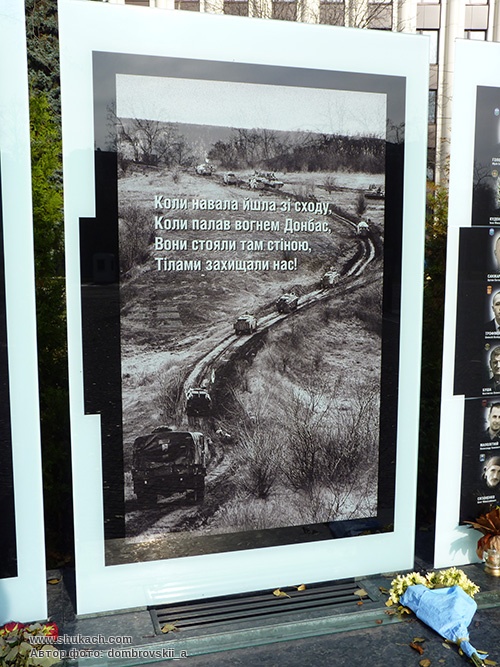 Коли навала йшла зі сходу,
Коли палав вогнем Донбас,
Вони стояли там стіною,
Тілами захищали нас!
www.shukach.com
Автор фото: dombrovskii_a